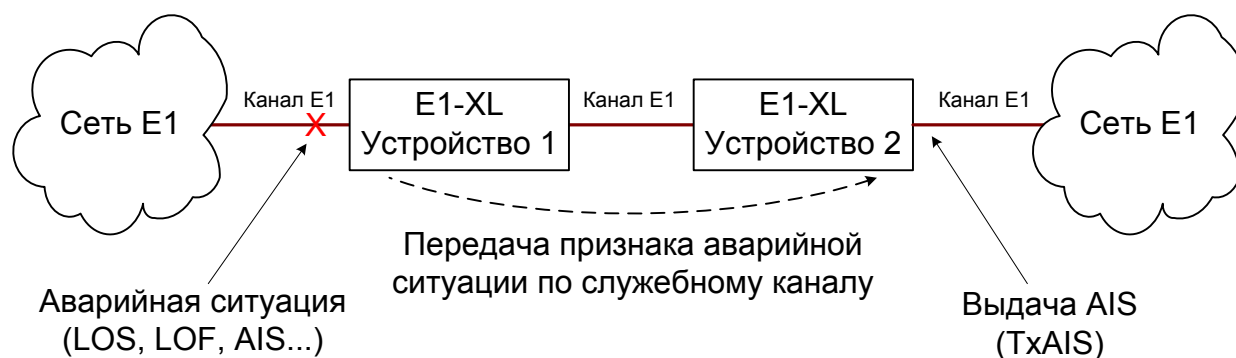 Сеть E1
Канал E1
E1-XL
Устройство 1
Канал E1
E1-XL
Устройство 2
Канал E1
Сеть E1
Передача признака аварийной
ситуации по служебному каналу
Аварийная ситуация
(LOS, LOF, AIS...)
Выдача AIS
(TxAIS)